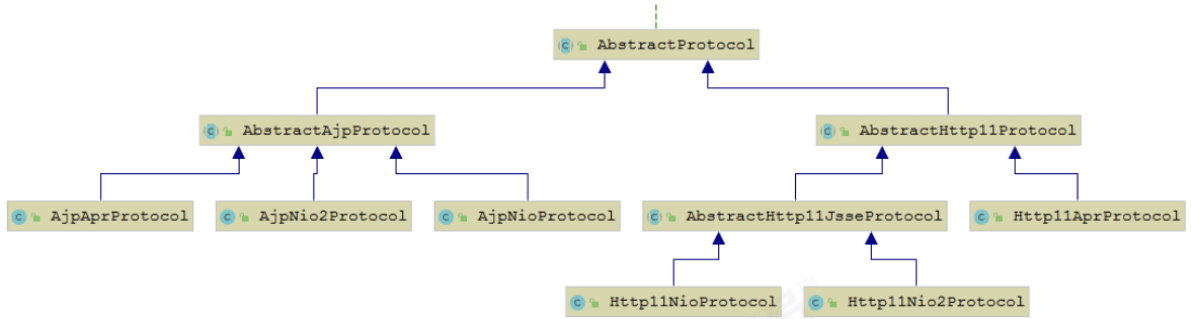 AbstractProtocol
AbstractAjpProtocol
AbstractHttp11Protocol
AjpAprProtocol
AjpNio2Protocol
AjpNioProtocol
AbstractHttp11JsseProtocol
Http11AprProtocol
Http11NioProtocol
Http11Nio2Protocol